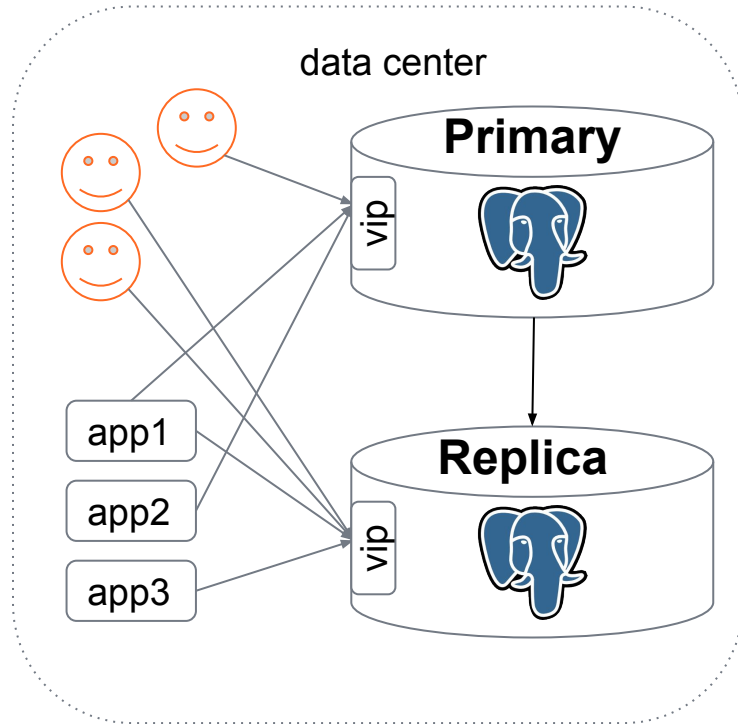 data center
Primary
vip
app1
app2
app3
Replica
vip